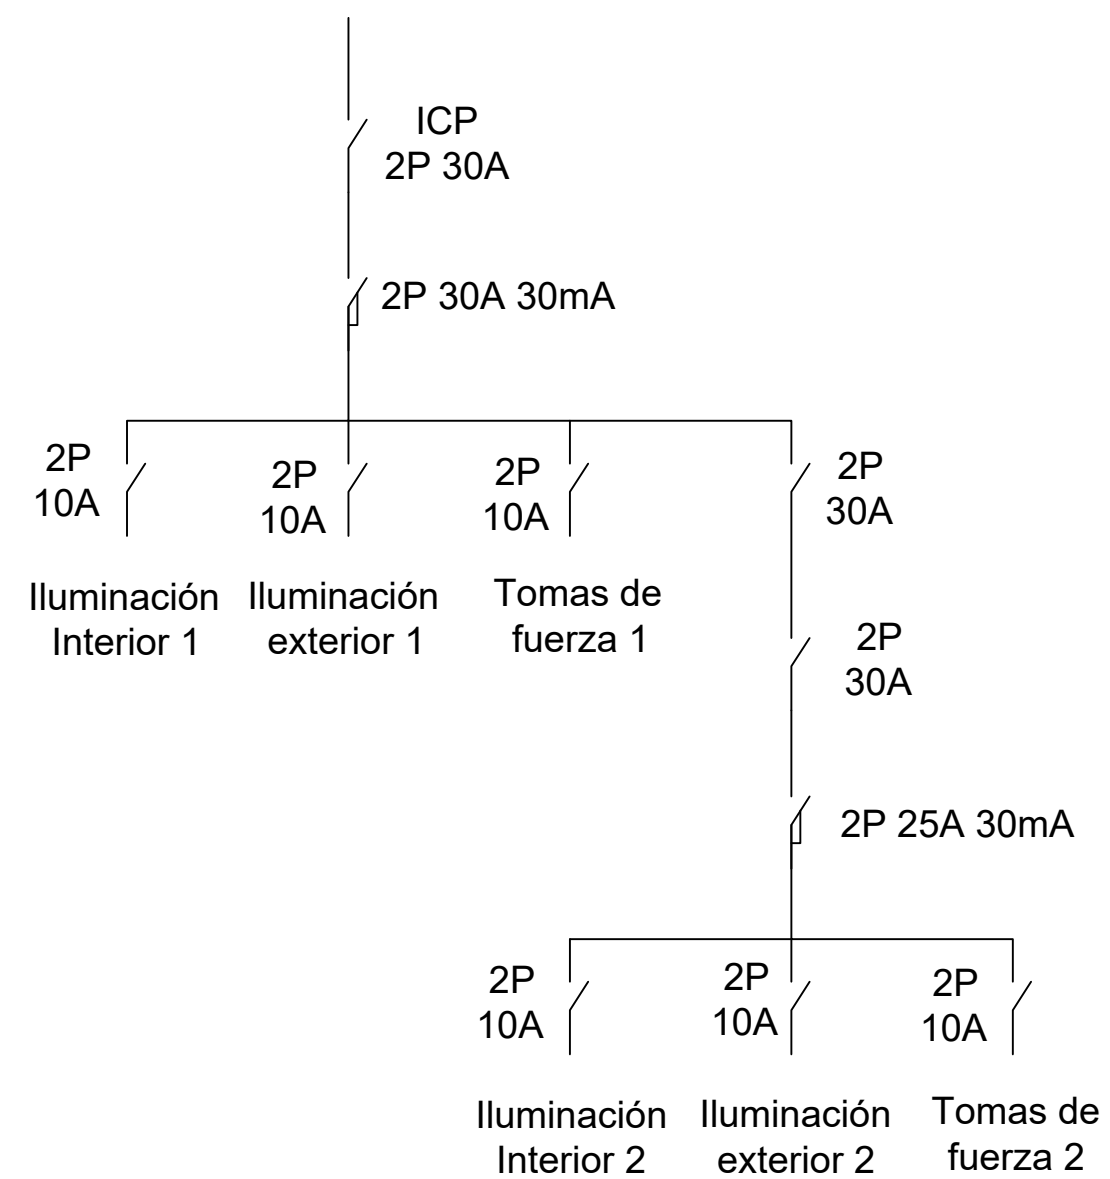 ICP
2P 30A
2P 30A 30mA
2P
10A
2P
10A
2P
10A
2P
30A
Iluminación
Interior 1
Iluminación
exterior 1
Tomas de
fuerza 1
2P
30A
2P 25A 30mA
2P
10A
2P
10A
2P
10A
Iluminación
Interior 2
Iluminación
exterior 2
Tomas de
fuerza 2